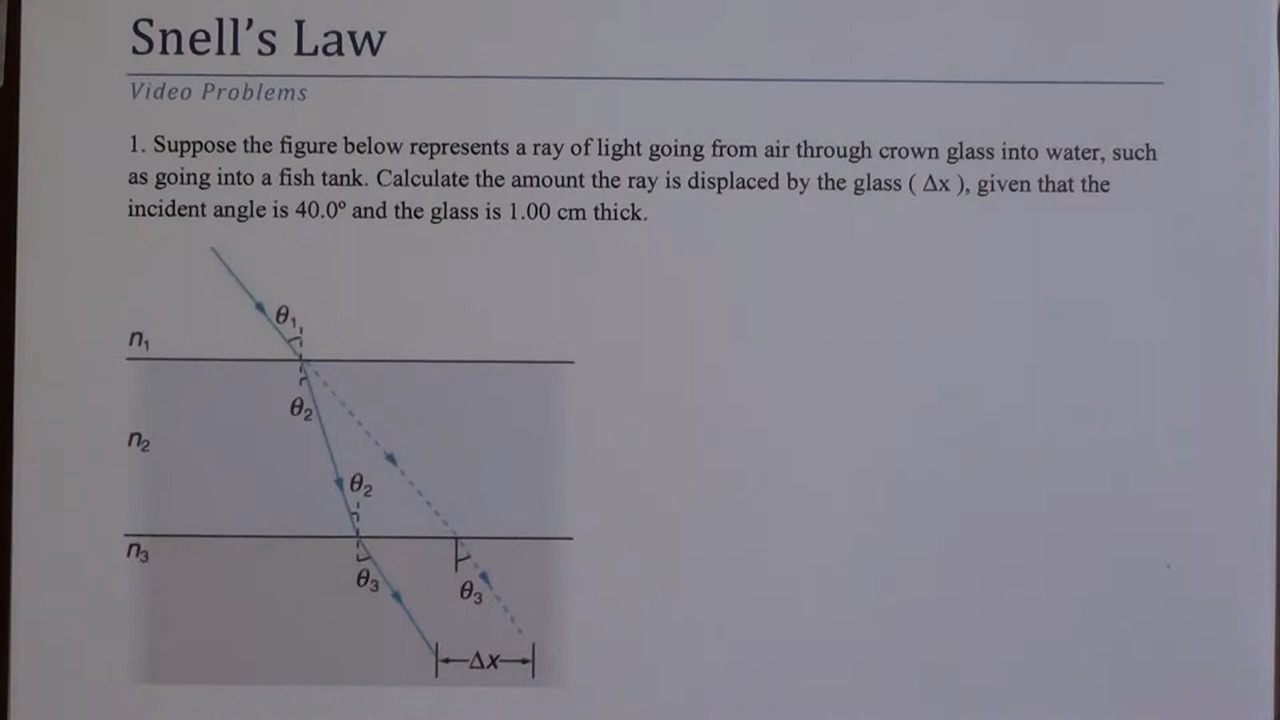 Snell's Law
Video Problems
1. Suppose the figure below represents a ray of light going from air through crown glass into water, such
as going into a fish tank. Calculate the amount the ray is displaced by the glass ( Δx ), given that the
incident angle is 40.0º and the glass is 1.00 cm thick.
θ₁
n₁
θ₂
n₂
θ₂
n₃
θ₃
θ₃
Δx